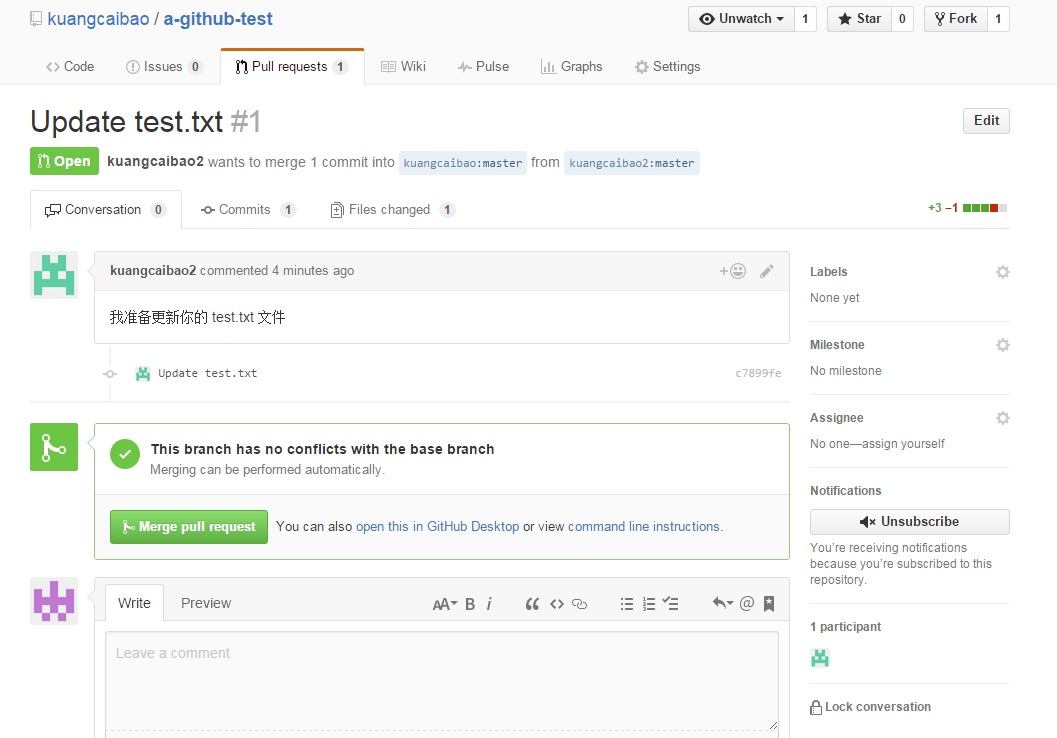 kuangcaibao / a-github-test
Unwatch 1 Star 0 Fork 1
Code Issues 0 Pull requests 1 Wiki Pulse Graphs Settings
Update test.txt #1
Edit
Open kuangcaibao2 wants to merge 1 commit into kuangcaibao:master from kuangcaibao2:master
Conversation 0 Commits 1 Files changed 1
+3 −1
kuangcaibao2 commented 4 minutes ago
我准备更新你的 test.txt 文件
Update test.txt c7899fe
This branch has no conflicts with the base branch
Merging can be performed automatically.
Merge pull request You can also open this in GitHub Desktop or view command line instructions.
Write Preview
AA B i
Leave a comment
Labels
None yet
Milestone
No milestone
Assignee
No one—assign yourself
Notifications
Unsubscribe
You’re receiving notifications
because you’re subscribed to this
repository.
1 participant
Lock conversation